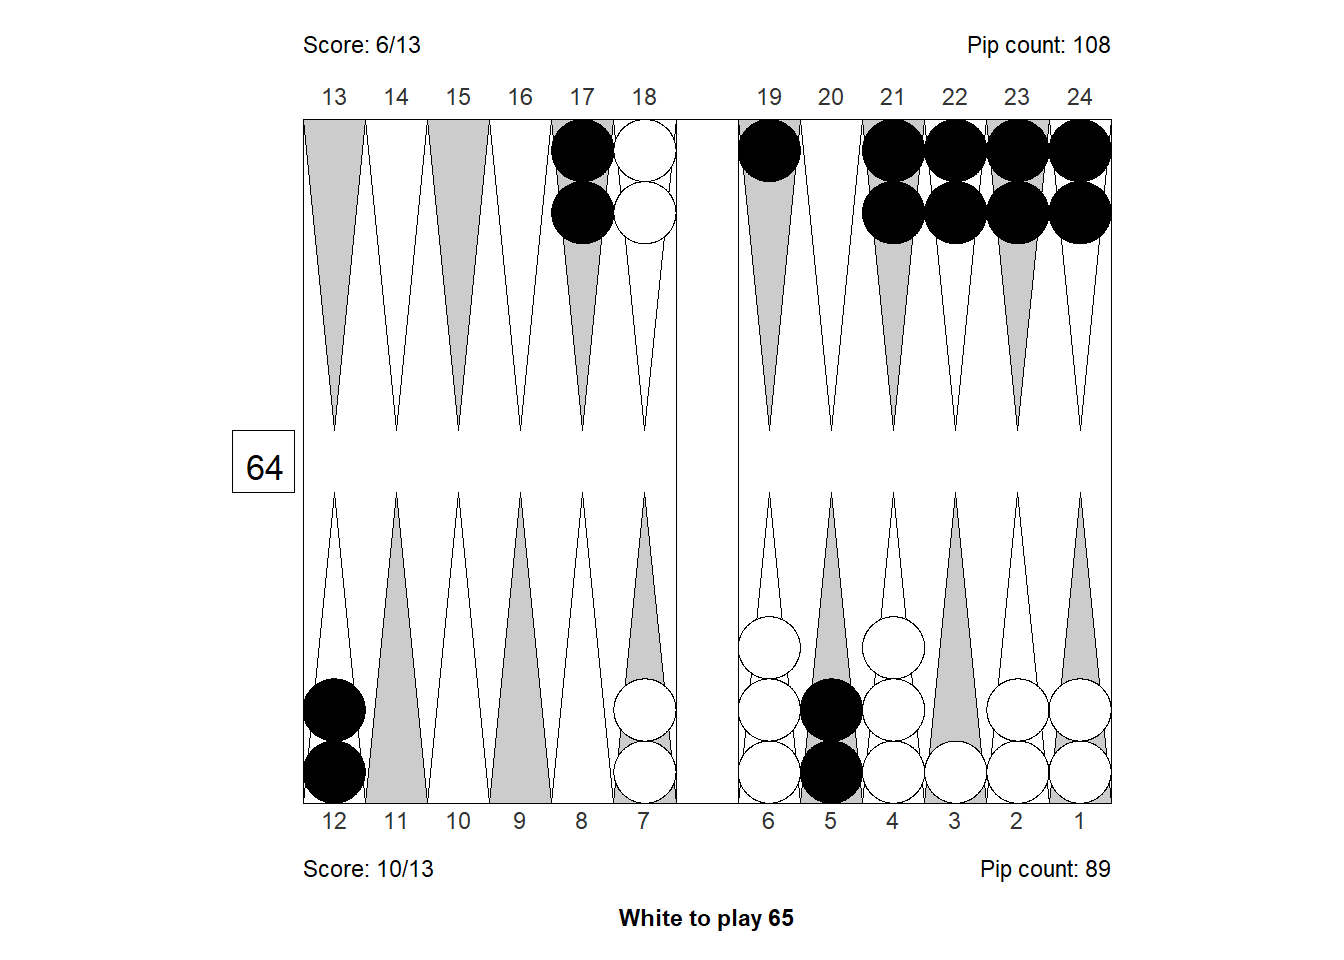 Score: 6/13 Pip count: 108
13 14 15 16 17 18 19 20 21 22 23 24
64
12 11 10 9 8 7 6 5 4 3 2 1
Score: 10/13 Pip count: 89
White to play 65